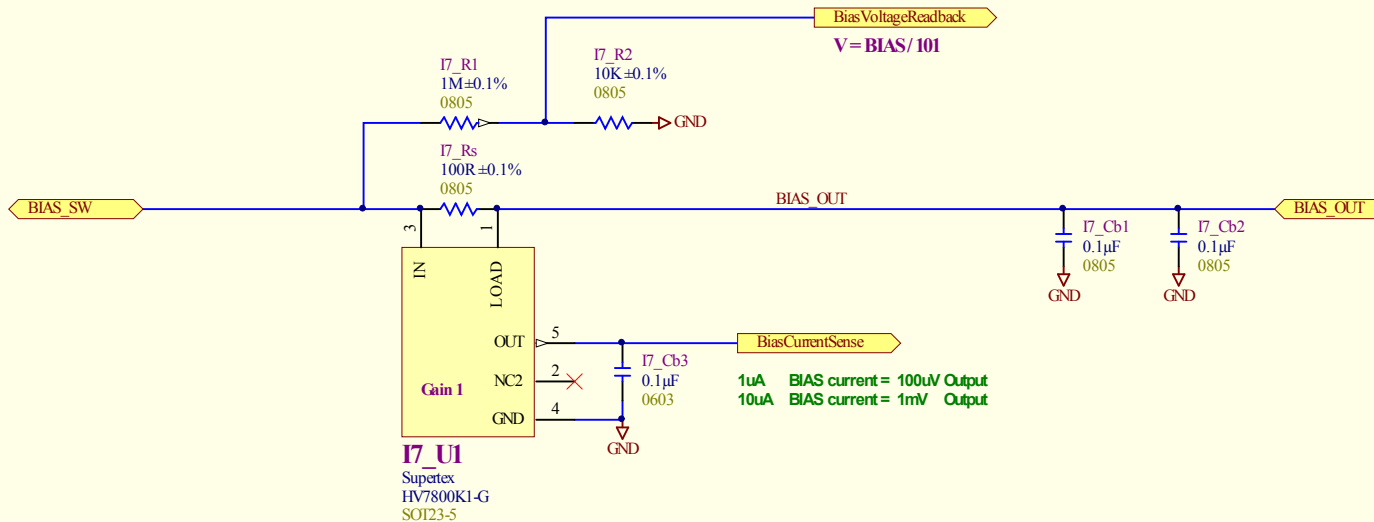 BiasVoltageReadback
V = BIAS / 101
I7_R1
1M±0.1%
0805
I7_R2
10K±0.1%
0805
GND
I7_Rs
100R±0.1%
0805
BIAS_SW
BIAS_OUT
BIAS_OUT
3
1
IN
LOAD
I7_Cb1
0.1µF
0805
GND
I7_Cb2
0.1µF
0805
GND
OUT
5
BiasCurrentSense
NC2
2
Gain 1
GND
4
I7_Cb3
0.1µF
0603
GND
1uA BIAS current = 100uV Output
10uA BIAS current = 1mV Output
I7_U1
Supertex
HV7800K1-G
SOT23-5